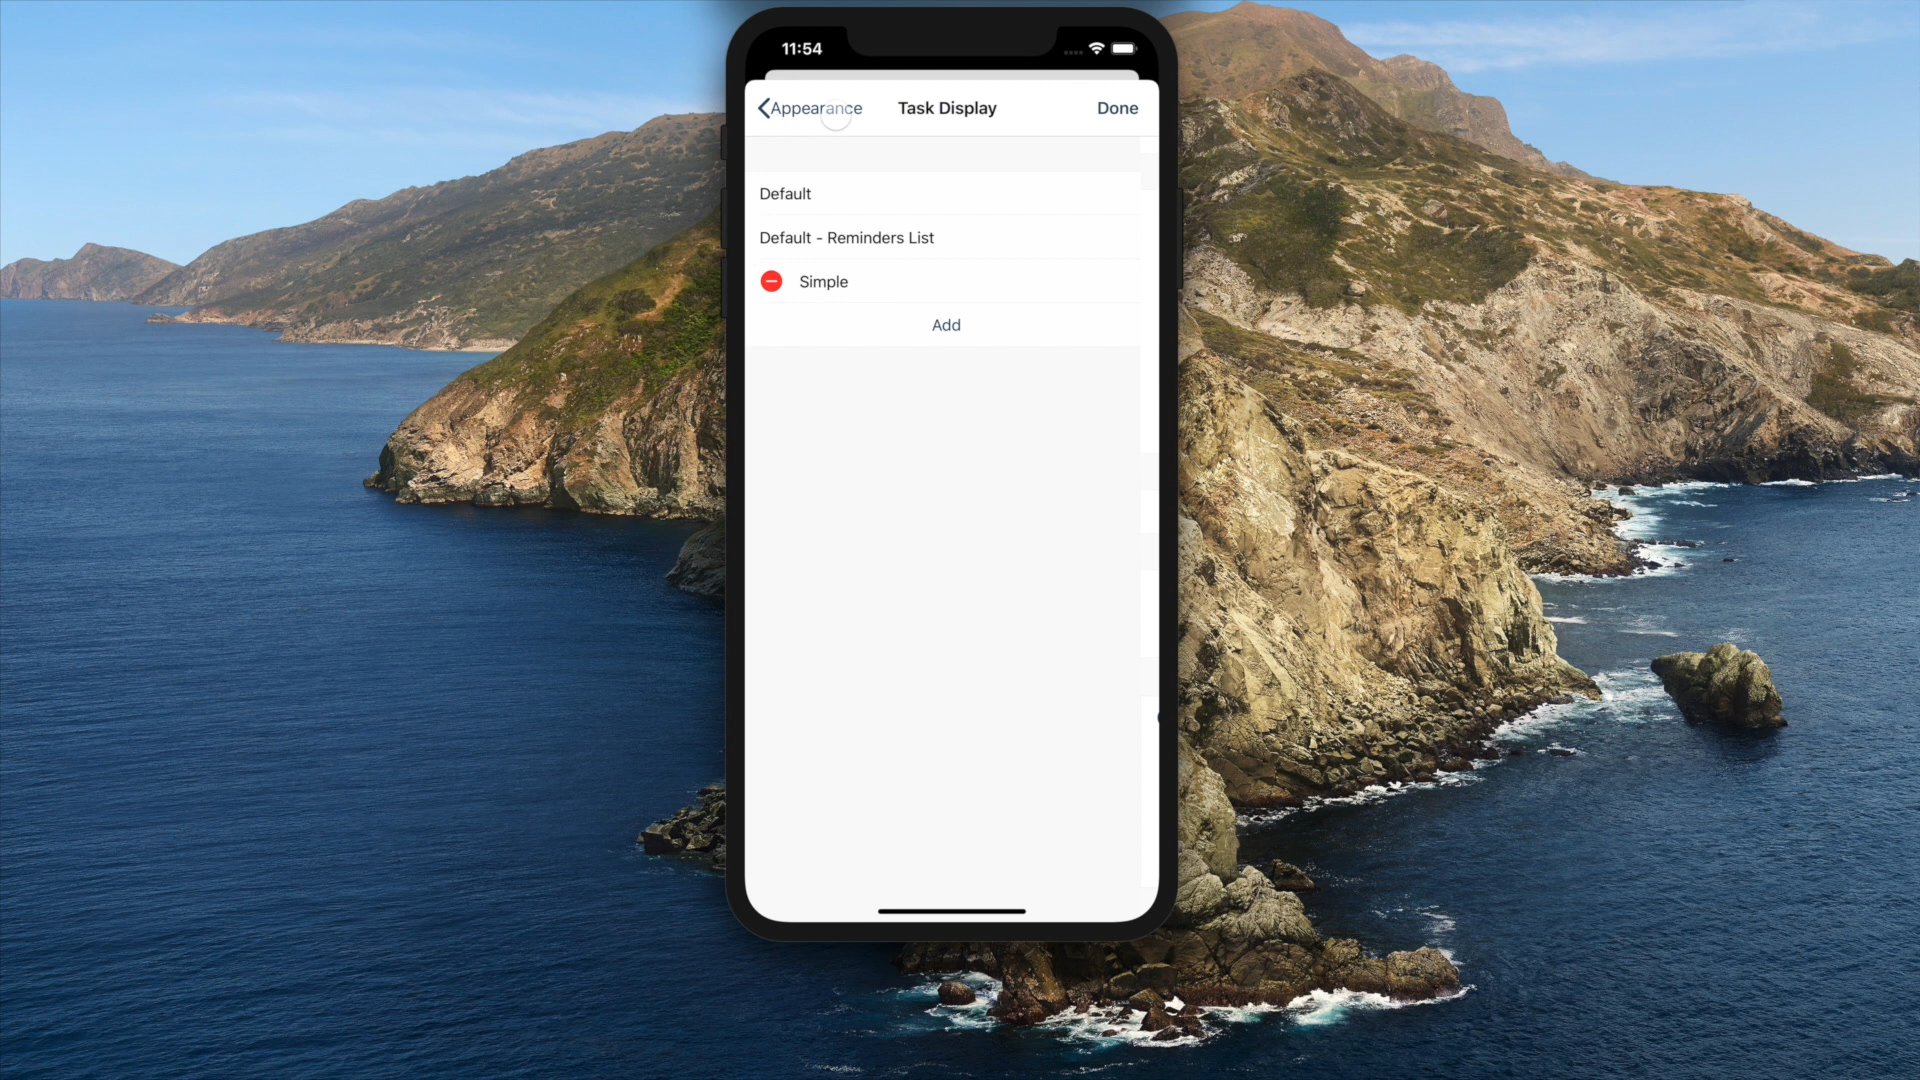 11:54
Appearance
Task Display
Done
Default
Default - Reminders List
Simple
Add